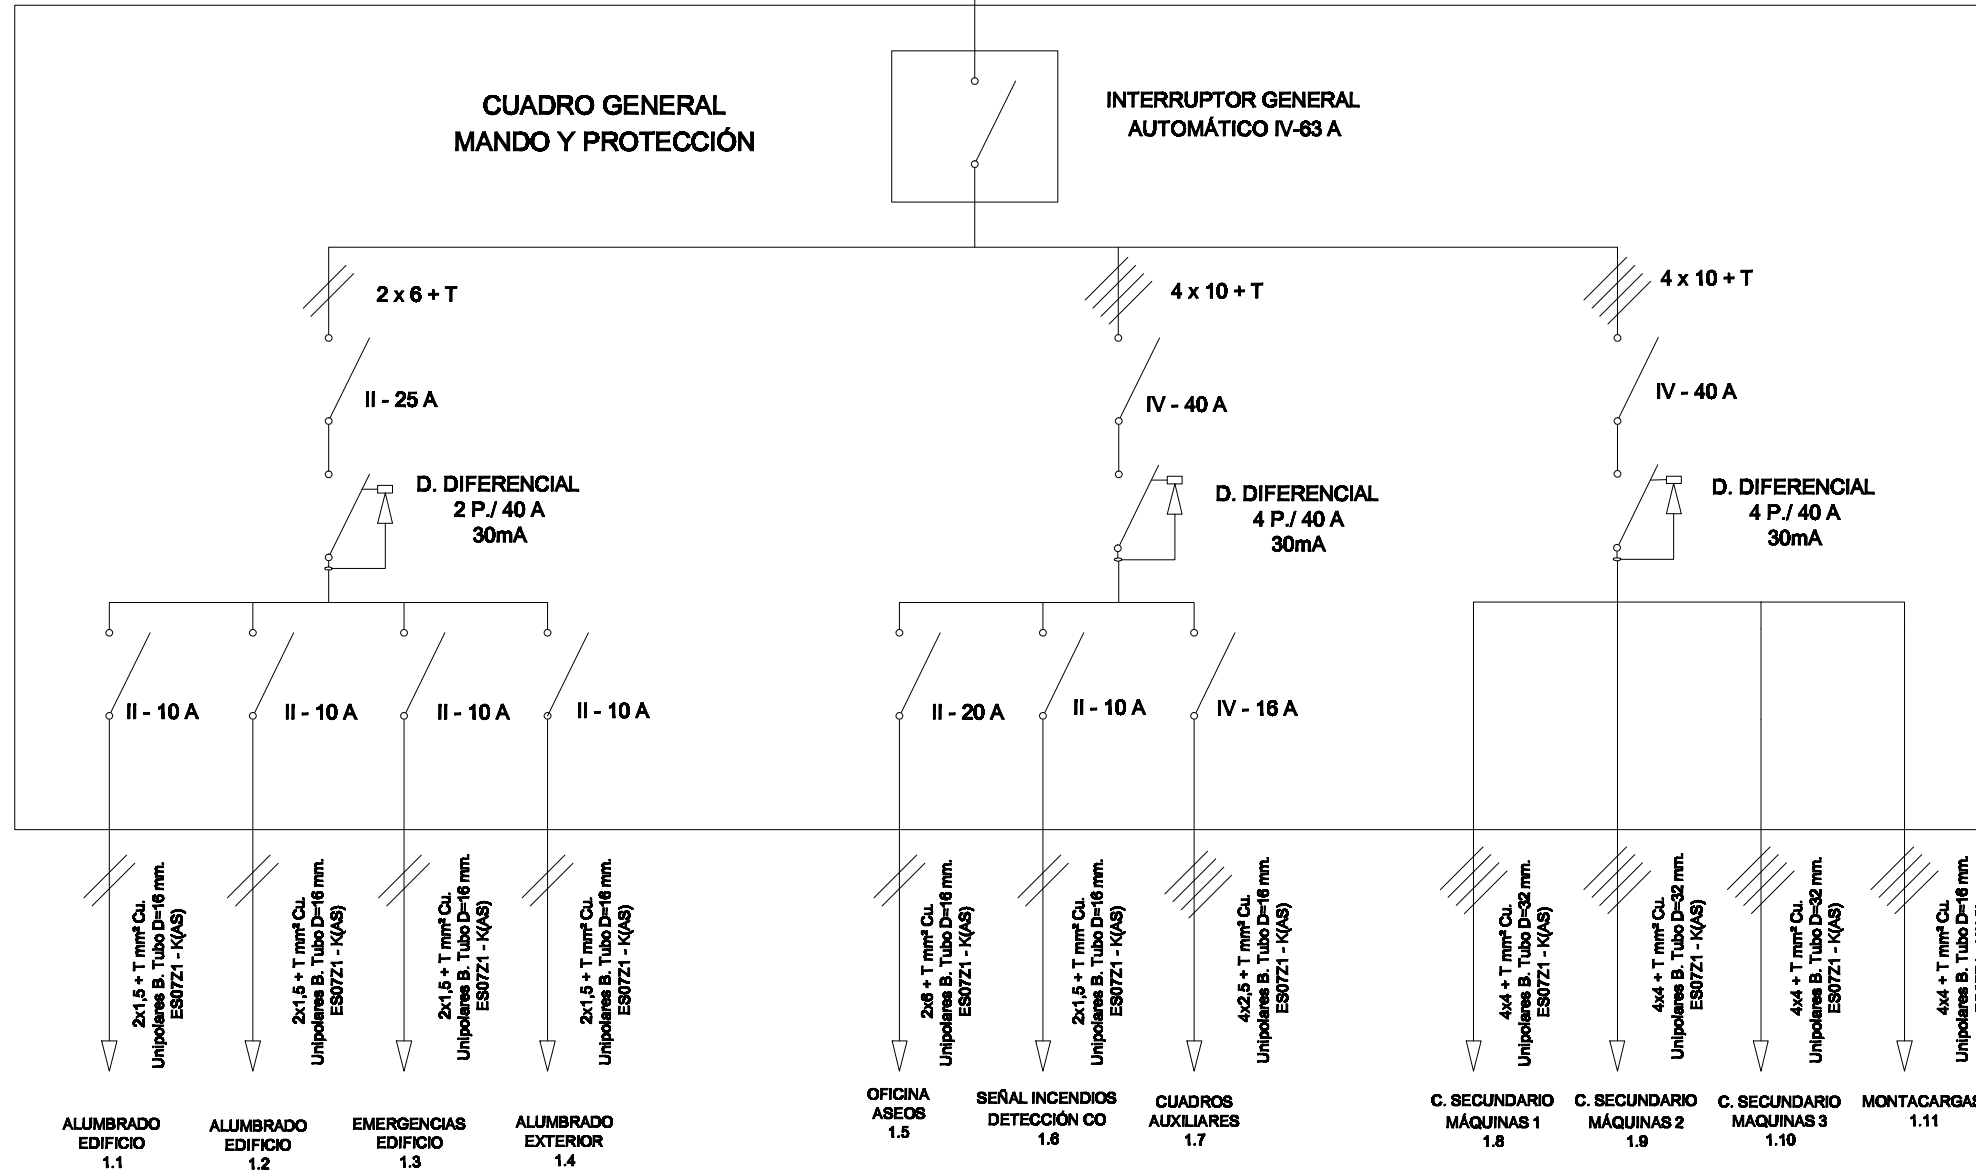 CUADRO GENERAL
MANDO Y PROTECCIÓN
INTERRUPTOR GENERAL
AUTOMÁTICO IV-63 A
2 x 6 + T
4 x 10 + T
4 x 10 + T
II - 25 A
IV - 40 A
IV - 40 A
D. DIFERENCIAL
2 P./ 40 A
30mA
D. DIFERENCIAL
4 P./ 40 A
30mA
D. DIFERENCIAL
4 P./ 40 A
30mA
II - 10 A
II - 10 A
II - 10 A
II - 10 A
II - 20 A
II - 10 A
IV - 16 A
2x1,5 + T mm² Cu.
Unipolares B. Tubo D=16 mm.
ES07Z1 - K(AS)
2x1,5 + T mm² Cu.
Unipolares B. Tubo D=16 mm.
ES07Z1 - K(AS)
2x1,5 + T mm² Cu.
Unipolares B. Tubo D=16 mm.
ES07Z1 - K(AS)
2x1,5 + T mm² Cu.
Unipolares B. Tubo D=16 mm.
ES07Z1 - K(AS)
2x6 + T mm² Cu.
Unipolares B. Tubo D=16 mm.
ES07Z1 - K(AS)
2x1,5 + T mm² Cu.
Unipolares B. Tubo D=16 mm.
ES07Z1 - K(AS)
4x2,5 + T mm² Cu.
Unipolares B. Tubo D=16 mm.
ES07Z1 - K(AS)
4x4 + T mm² Cu.
Unipolares B. Tubo D=32 mm.
ES07Z1 - K(AS)
4x4 + T mm² Cu.
Unipolares B. Tubo D=32 mm.
ES07Z1 - K(AS)
4x4 + T mm² Cu.
Unipolares B. Tubo D=32 mm.
ES07Z1 - K(AS)
4x4 + T mm² Cu.
Unipolares B. Tubo D=16 mm.
ALUMBRADO
EDIFICIO
1.1
ALUMBRADO
EDIFICIO
1.2
EMERGENCIAS
EDIFICIO
1.3
ALUMBRADO
EXTERIOR
1.4
OFICINA
ASEOS
1.5
SEÑAL INCENDIOS
DETECCIÓN CO
1.6
CUADROS
AUXILIARES
1.7
C. SECUNDARIO
MÁQUINAS 1
1.8
C. SECUNDARIO
MÁQUINAS 2
1.9
C. SECUNDARIO
MAQUINAS 3
1.10
MONTACARGAS
1.11